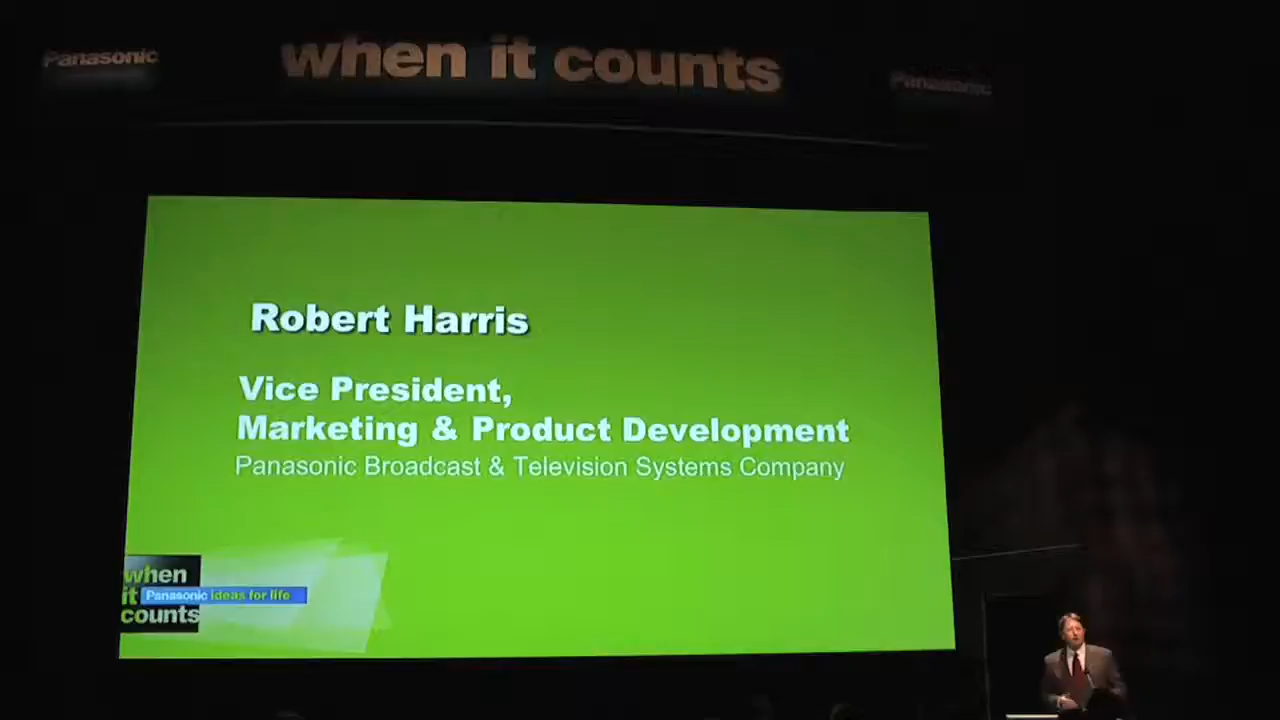 Panasonic
when it counts
Panasonic
Robert Harris
Vice President,
Marketing & Product Development
Panasonic Broadcast & Television Systems Company
when
it
counts
Panasonic ideas for life